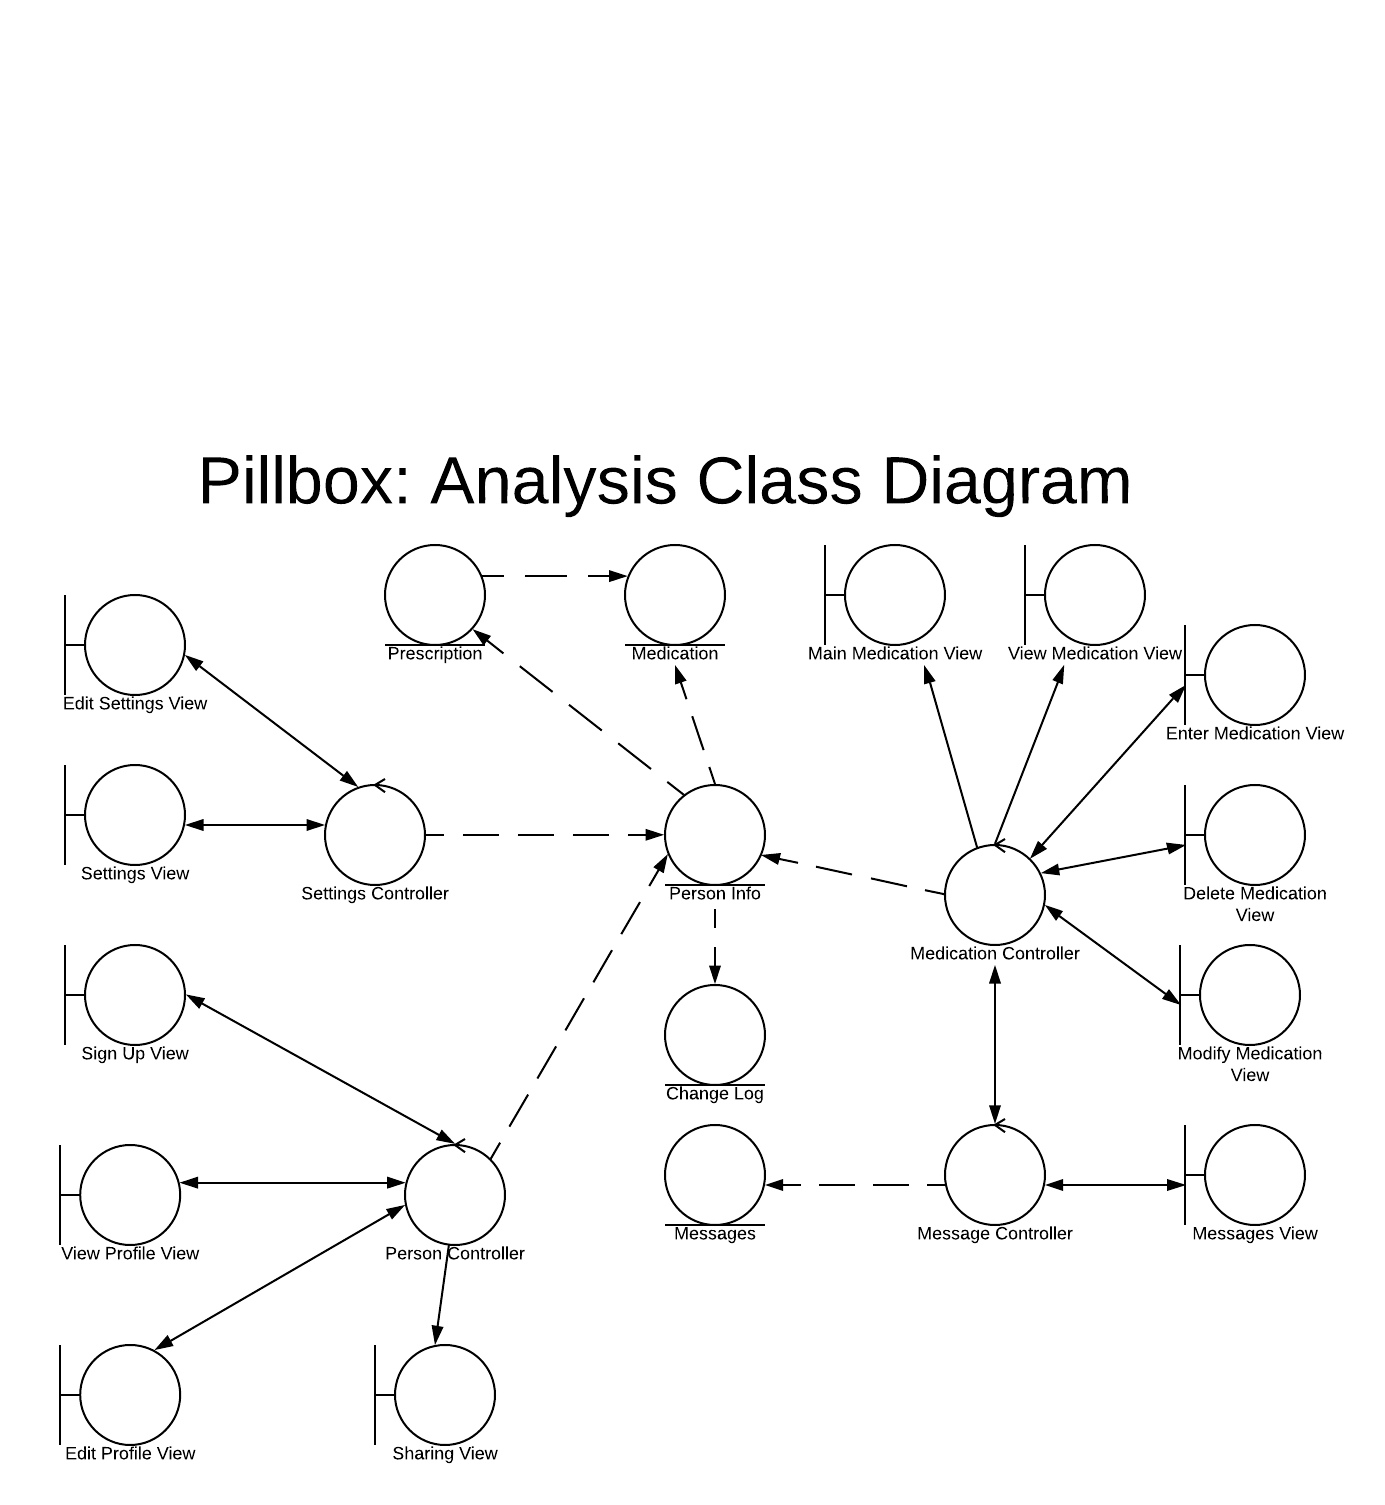 Pillbox: Analysis Class Diagram
Prescription
Medication
Main Medication View
View Medication View
Edit Settings View
Enter Medication View
Settings View
Settings Controller
Person Info
Delete Medication
View
Medication Controller
Sign Up View
Modify Medication
View
Change Log
View Profile View
Person Controller
Messages
Message Controller
Messages View
Edit Profile View
Sharing View